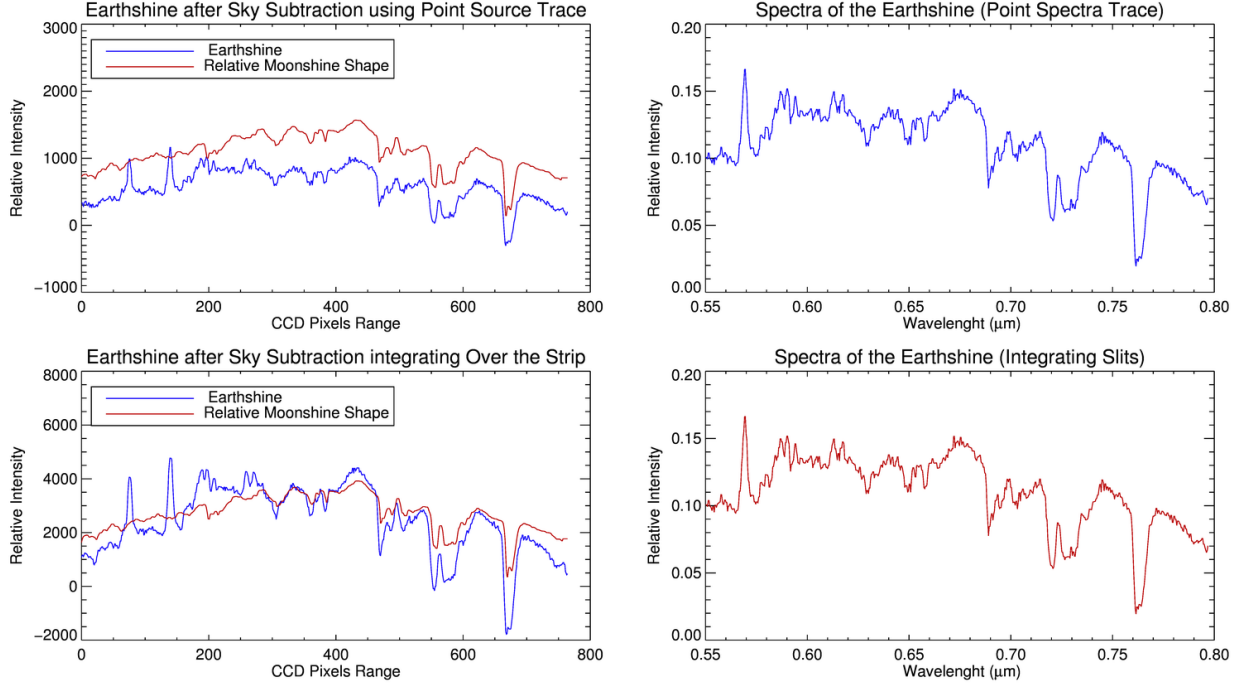 Earthshine after Sky Subtraction using Point Source Trace
3000
2000
1000
0
−1000
Relative Intensity
Earthshine
Relative Moonshine Shape
0 200 400 600 800
CCD Pixels Range
Spectra of the Earthshine (Point Spectra Trace)
0.20
0.15
0.10
0.05
0.00
Relative Intensity
0.55 0.60 0.65 0.70 0.75 0.80
Wavelenght (μm)
Earthshine after Sky Subtraction integrating Over the Strip
8000
6000
4000
2000
0
−2000
Relative Intensity
Earthshine
Relative Moonshine Shape
0 200 400 600 800
CCD Pixels Range
Spectra of the Earthshine (Integrating Slits)
0.20
0.15
0.10
0.05
0.00
Relative Intensity
0.55 0.60 0.65 0.70 0.75 0.80
Wavelenght (μm)